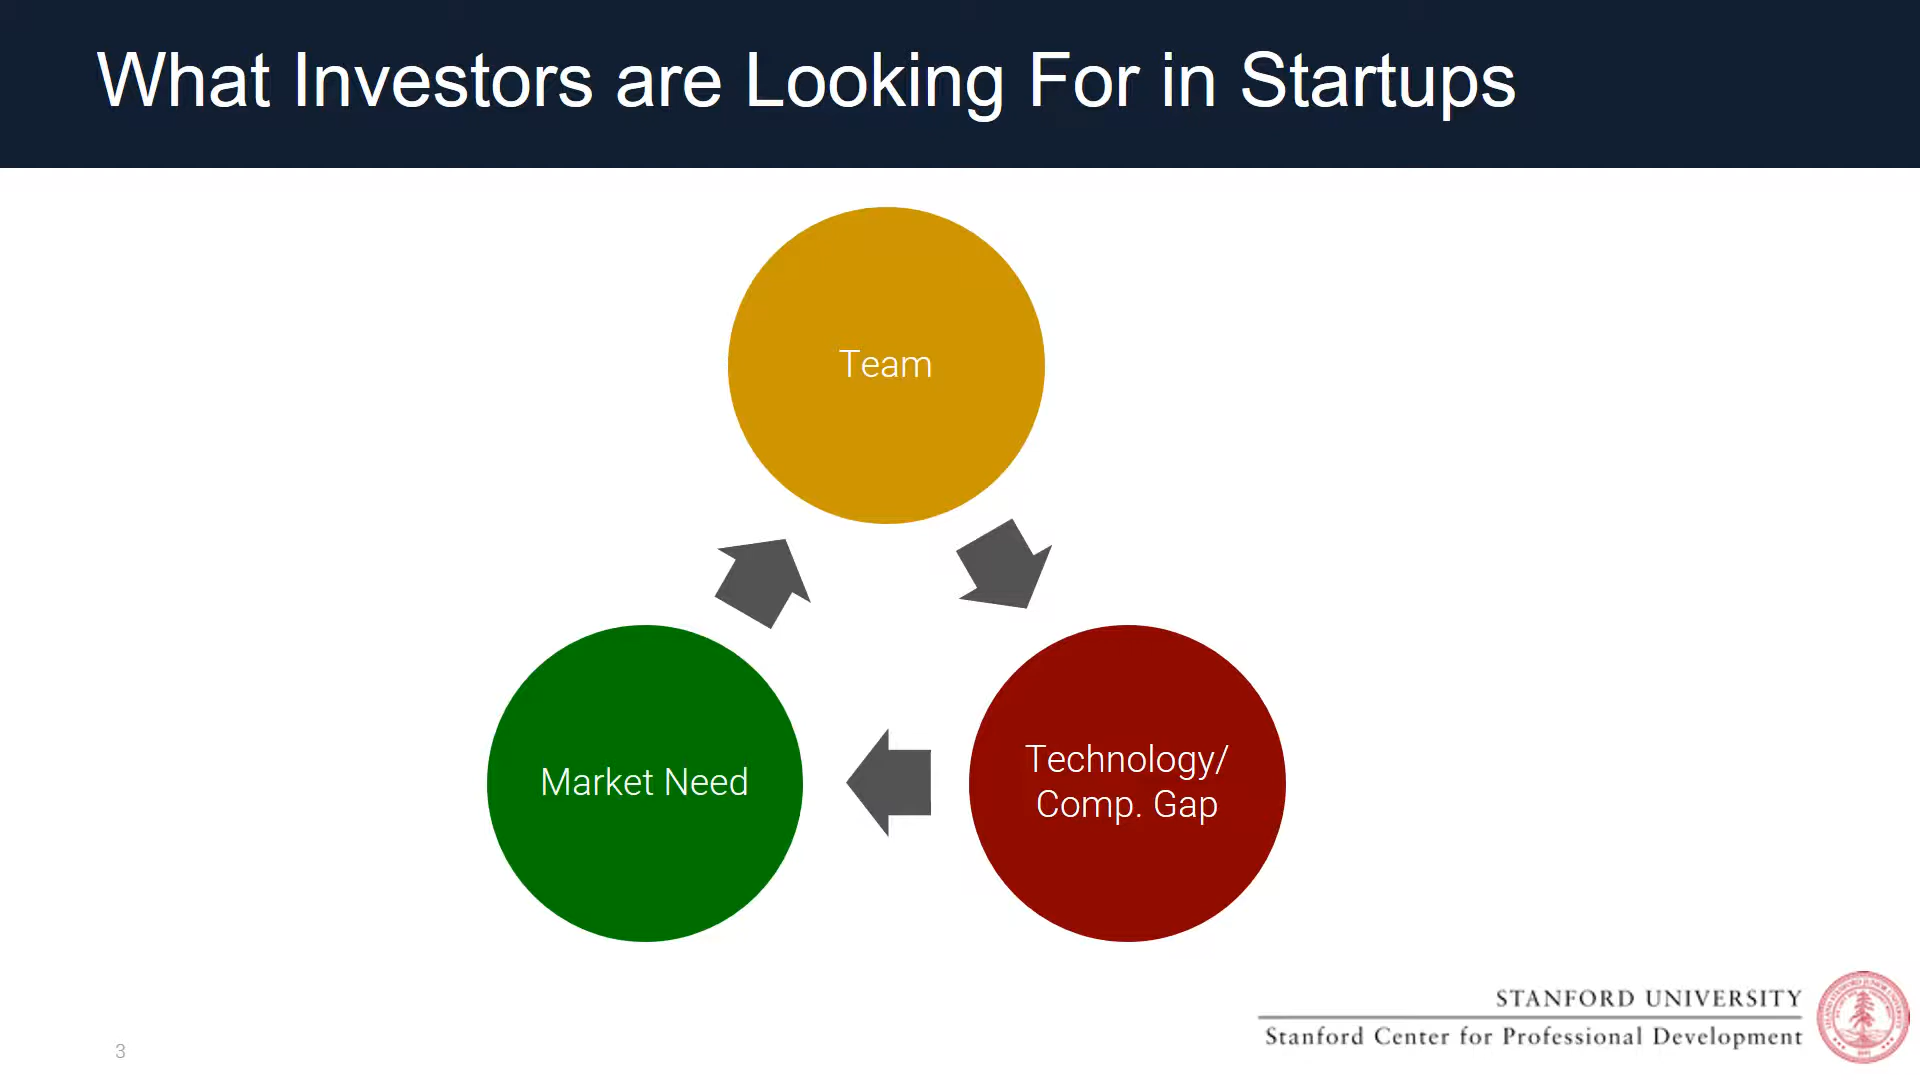 What Investors are Looking For in Startups
Team
Market Need
Technology/
Comp. Gap
STANFORD UNIVERSITY
Stanford Center for Professional Development
3